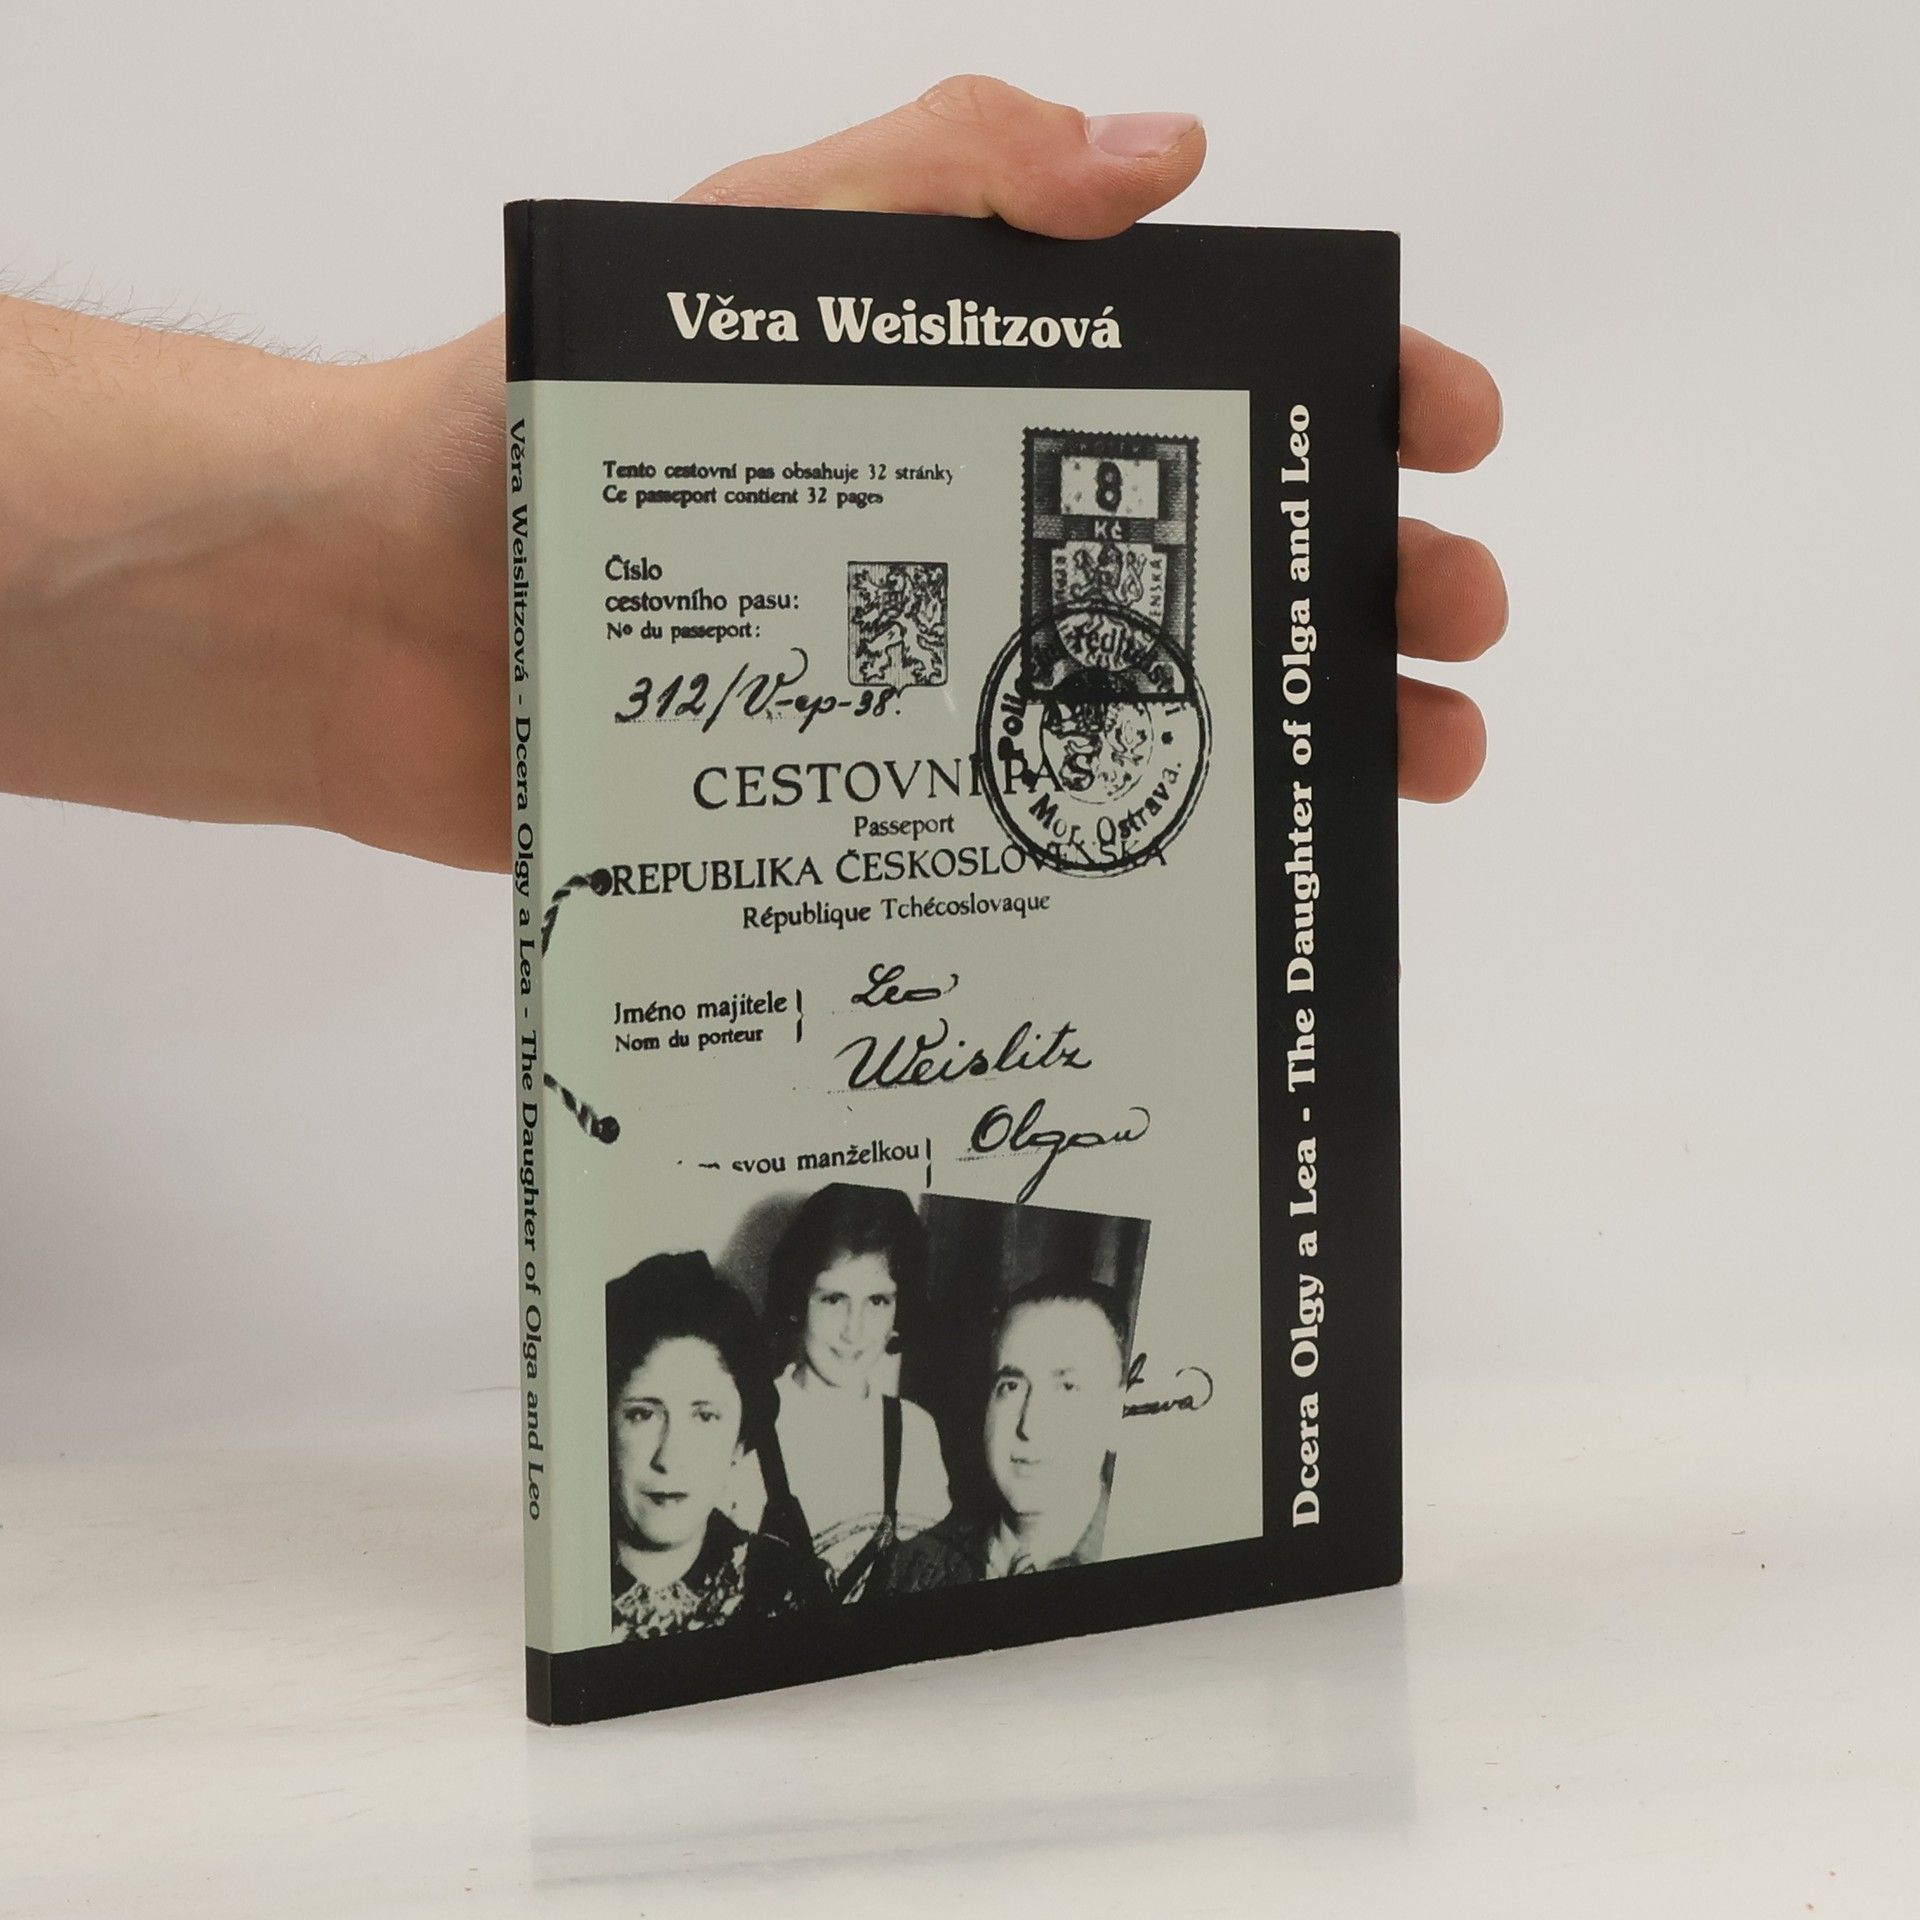 Věra Weislitzová
Věra Weislitzová - Dcera Olgy a Lea - The Daughter of Olga and Leo
Dcera Olgy a Lea - The Daughter of Olga and Leo
Tento cestovní pas obsahuje 32 stránky
Ce passeport contient 32 pages
8
Kč
Číslo
cestovního pasu:
Nº du passeport:
312/V-ep-38.
CESTOVNÍ PAS
Passeport
REPUBLIKA ČESKOSLOVENSKÁ
République Tchécoslovaque
Mor. Ostrava.
Jméno majitele
Nom du porteur
Leo
Weislitz
svou manželkou
Olgou